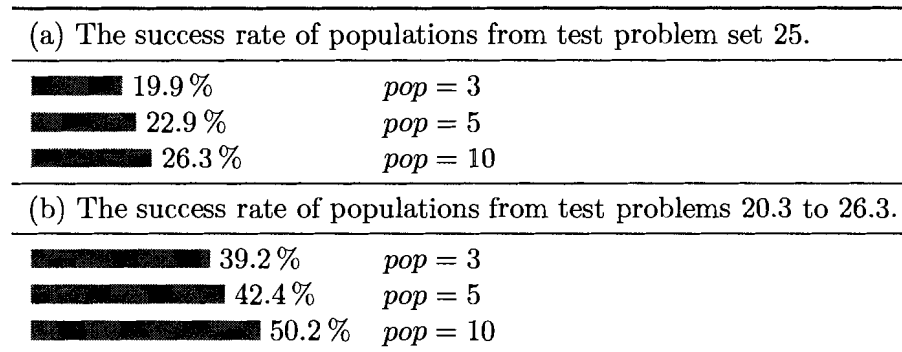 (a) The success rate of populations from test problem set 25.
19.9 % pop = 3
22.9 % pop = 5
26.3 % pop = 10
(b) The success rate of populations from test problems 20.3 to 26.3.
39.2 % pop = 3
42.4 % pop = 5
50.2 % pop = 10